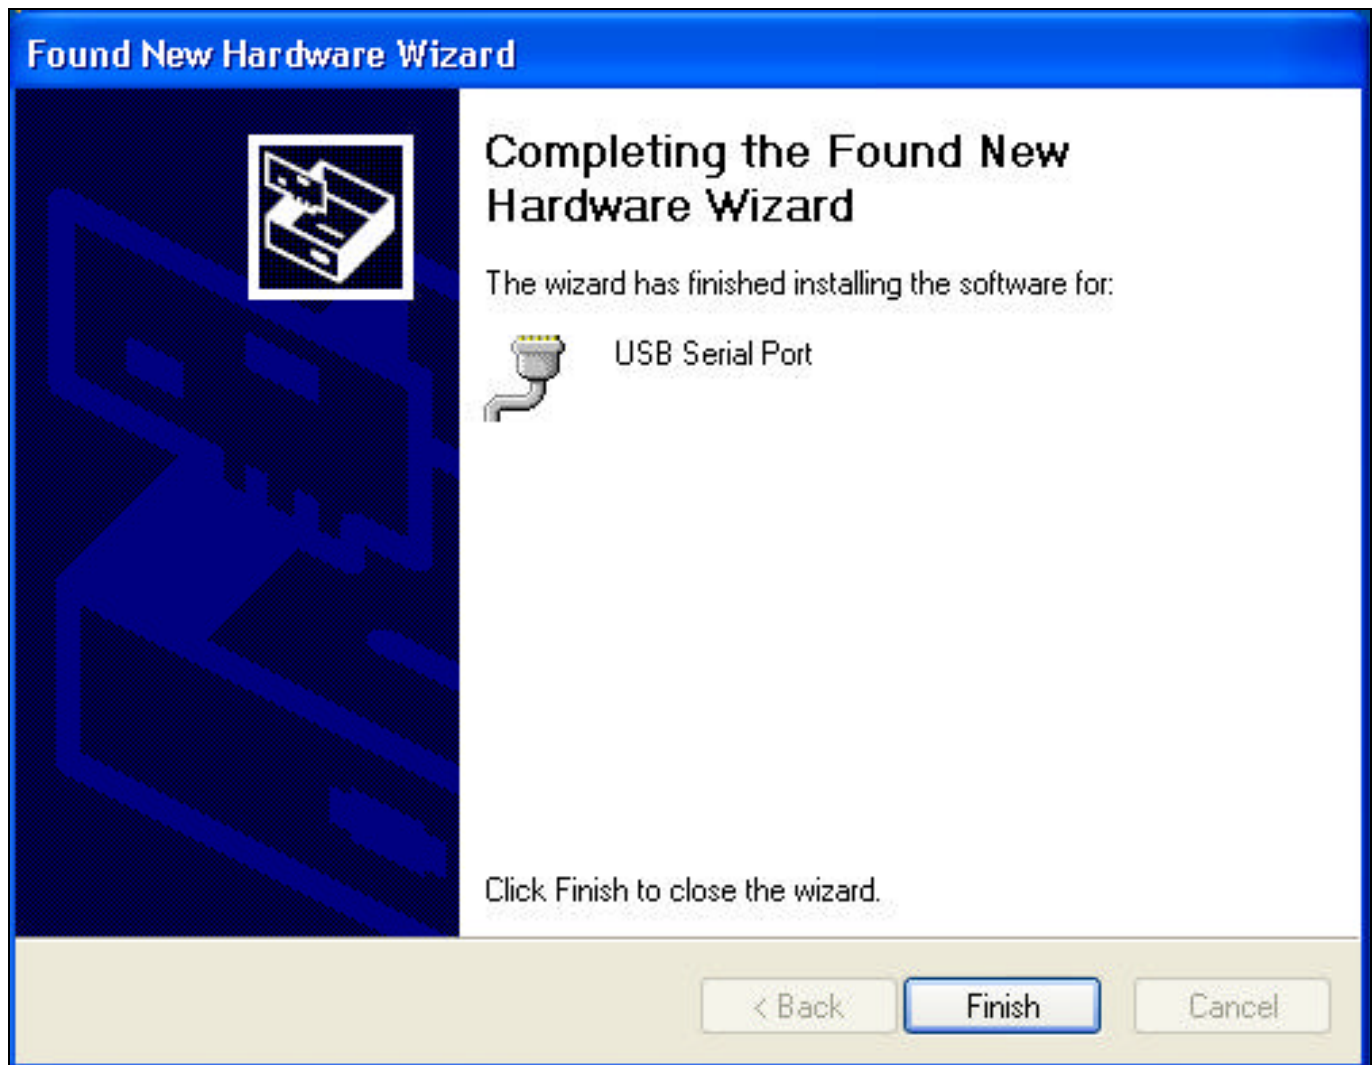 Found New Hardware Wizard
Completing the Found New
Hardware Wizard
The wizard has finished installing the software for:
USB Serial Port
Click Finish to close the wizard.
< Back
Finish
Cancel